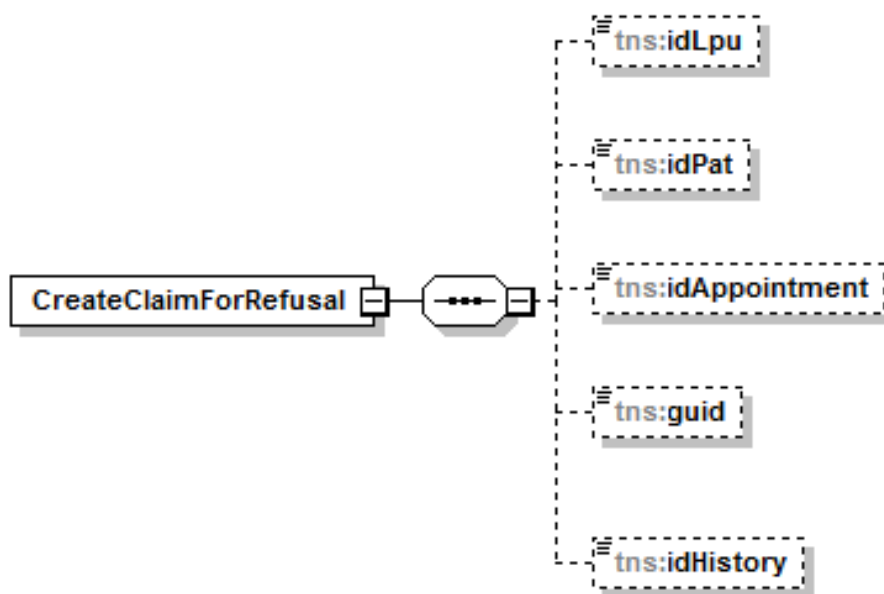 tns:idLpu
tns:idPat
tns:idAppointment
CreateClaimForRefusal
tns:guid
tns:idHistory